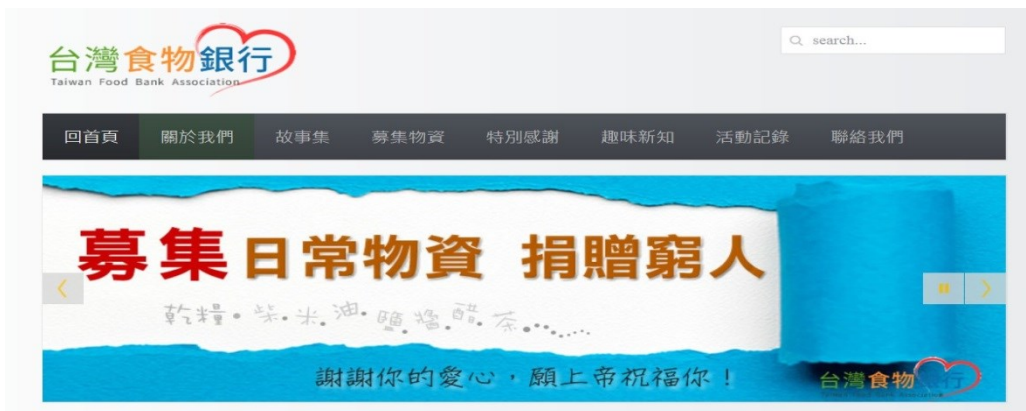 台灣食物銀行
Taiwan Food Bank Association
search...
回首頁 關於我們 故事集 募集物資 特別感謝 趣味新知 活動記錄 聯絡我們
募集日常物資 捐贈窮人
乾糧•柴•米•油•鹽•醬•醋•茶•••......
謝謝你的愛心，願上帝祝福你！
台灣食物銀行
Taiwan Food Bank Association